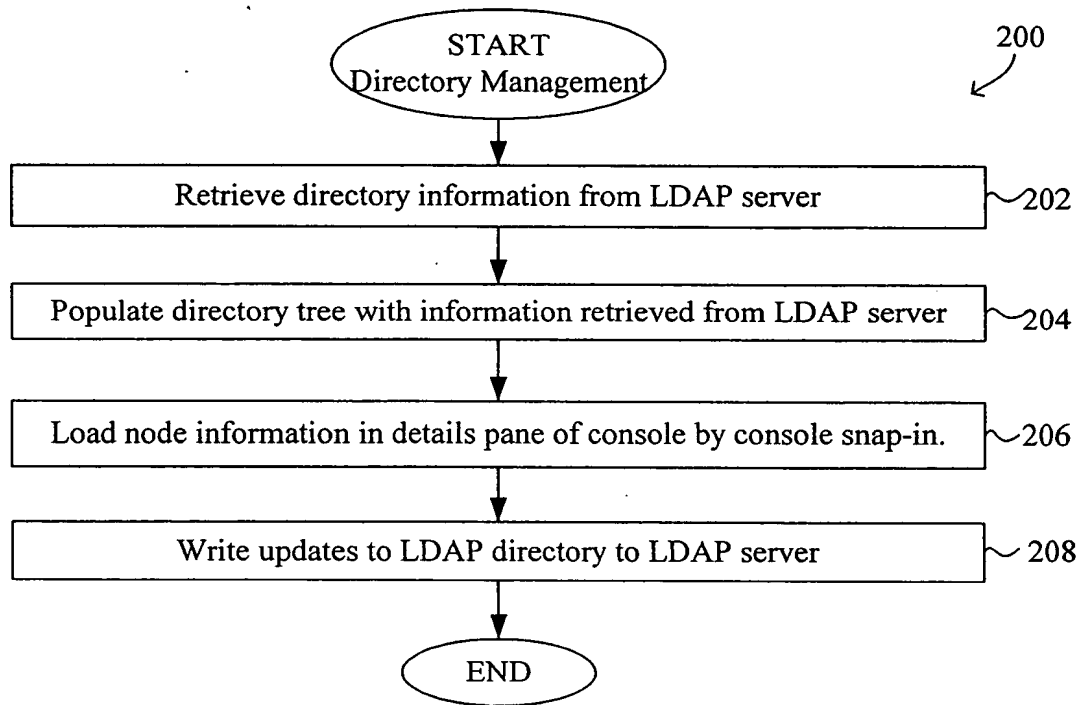 START
Directory Management
200
Retrieve directory information from LDAP server
202
Populate directory tree with information retrieved from LDAP server
204
Load node information in details pane of console by console snap-in.
206
Write updates to LDAP directory to LDAP server
208
END